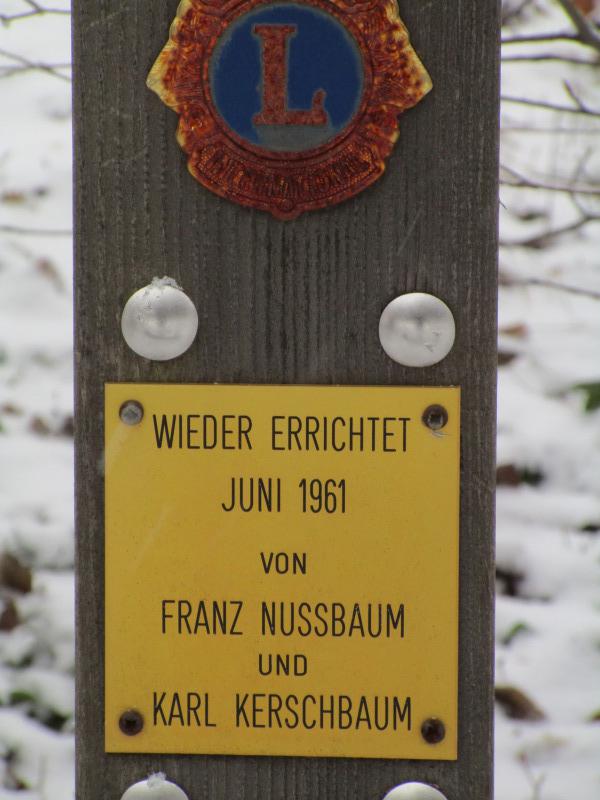 L
WIEDER ERRICHTET
JUNI 1961
VON
FRANZ NUSSBAUM
UND
KARL KERSCHBAUM